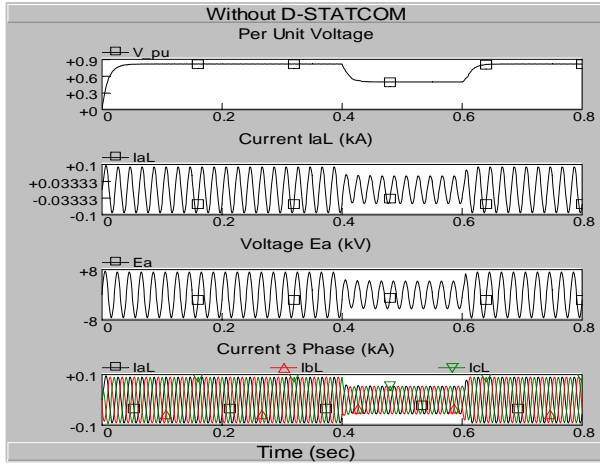 Without D-STATCOM
Per Unit Voltage
V_pu
+0.9
+0.6
+0.3
+0
0 0.2 0.4 0.6 0.8
Current IaL (kA)
IaL
+0.1
+0.03333
-0.03333
-0.1
0 0.2 0.4 0.6 0.8
Voltage Ea (kV)
Ea
+8
-8
0 0.2 0.4 0.6 0.8
Current 3 Phase (kA)
IaL IbL IcL
+0.1
-0.1
0 0.2 0.4 0.6 0.8
Time (sec)